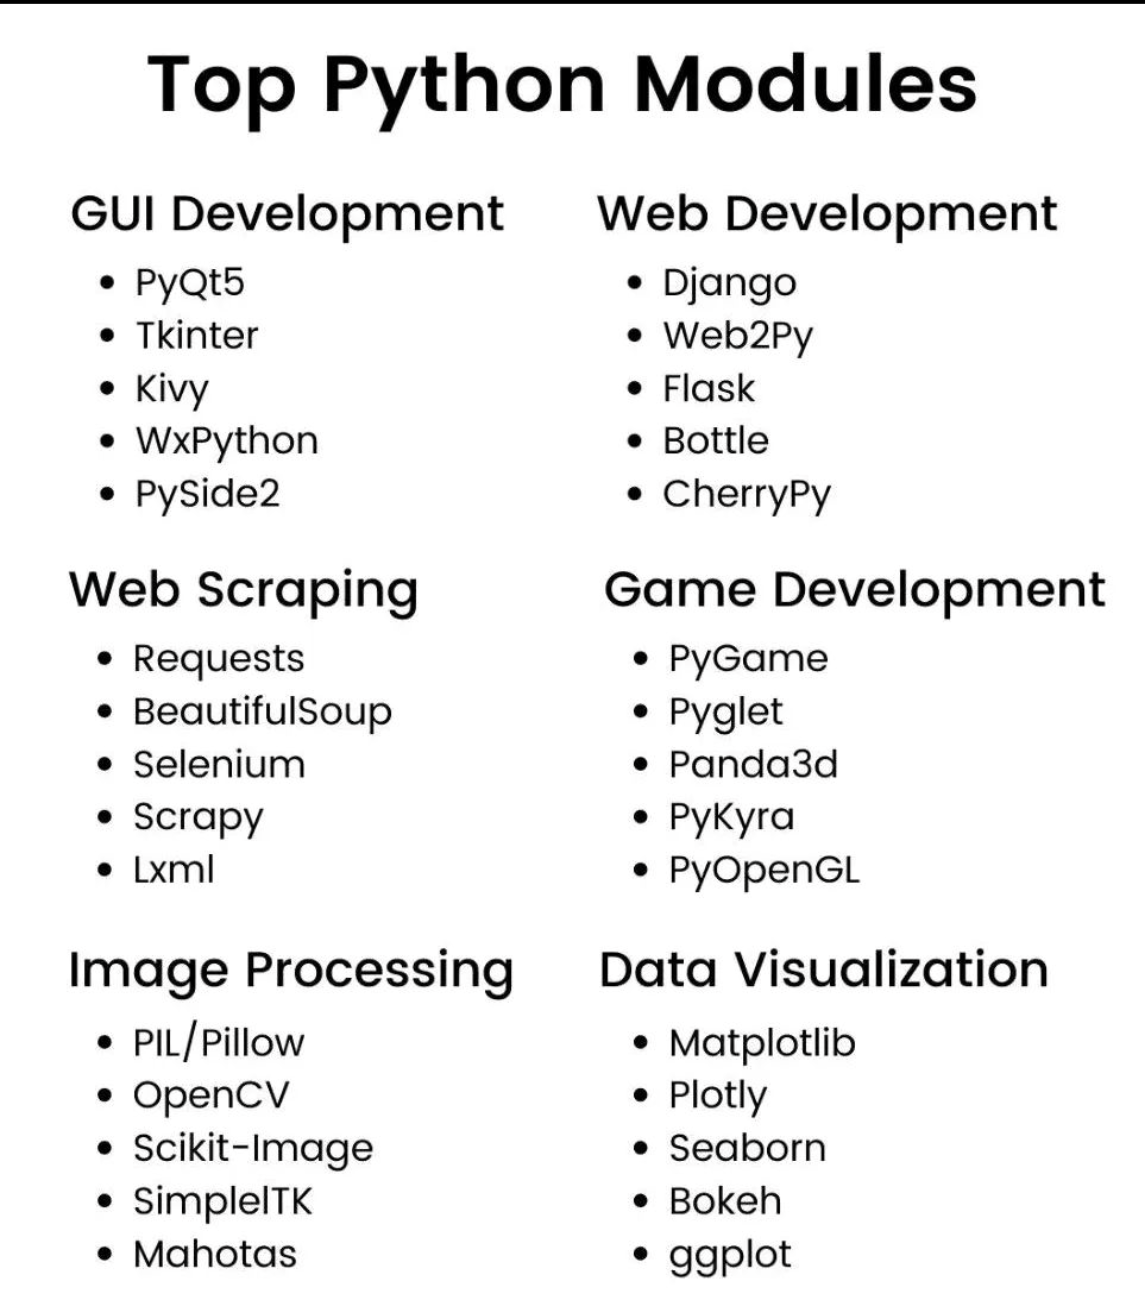 Top Python Modules
GUI Development
• PyQt5
• Tkinter
• Kivy
• WxPython
• PySide2
Web Development
• Django
• Web2Py
• Flask
• Bottle
• CherryPy
Web Scraping
• Requests
• BeautifulSoup
• Selenium
• Scrapy
• Lxml
Game Development
• PyGame
• Pyglet
• Panda3d
• PyKyra
• PyOpenGL
Image Processing
• PIL/Pillow
• OpenCV
• Scikit-Image
• SimplelTK
• Mahotas
Data Visualization
• Matplotlib
• Plotly
• Seaborn
• Bokeh
• ggplot